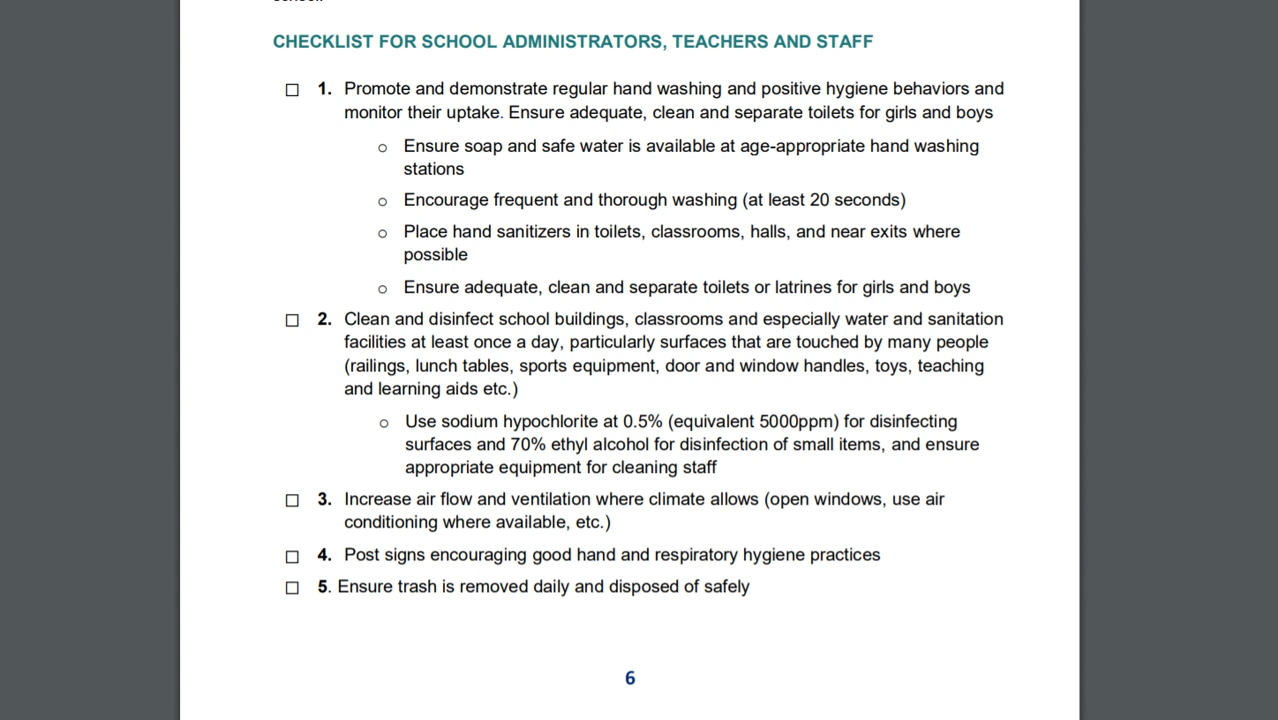 CHECKLIST FOR SCHOOL ADMINISTRATORS, TEACHERS AND STAFF
1. Promote and demonstrate regular hand washing and positive hygiene behaviors and
monitor their uptake. Ensure adequate, clean and separate toilets for girls and boys
o Ensure soap and safe water is available at age-appropriate hand washing
stations
o Encourage frequent and thorough washing (at least 20 seconds)
o Place hand sanitizers in toilets, classrooms, halls, and near exits where
possible
o Ensure adequate, clean and separate toilets or latrines for girls and boys
2. Clean and disinfect school buildings, classrooms and especially water and sanitation
facilities at least once a day, particularly surfaces that are touched by many people
(railings, lunch tables, sports equipment, door and window handles, toys, teaching
and learning aids etc.)
o Use sodium hypochlorite at 0.5% (equivalent 5000ppm) for disinfecting
surfaces and 70% ethyl alcohol for disinfection of small items, and ensure
appropriate equipment for cleaning staff
3. Increase air flow and ventilation where climate allows (open windows, use air
conditioning where available, etc.)
4. Post signs encouraging good hand and respiratory hygiene practices
5. Ensure trash is removed daily and disposed of safely
6